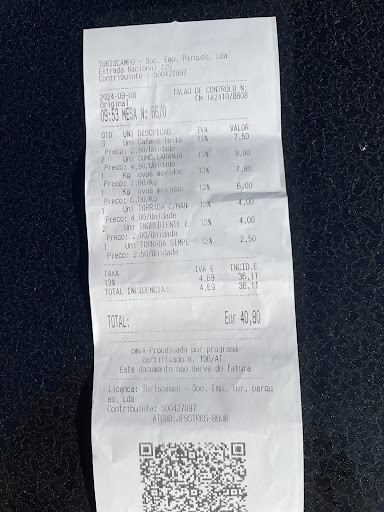 TURISCAMPO - Soc. Emp. Parques, Lda
Estrada Nacional 125
Contribuinte : 500427097
2024-09-08 TALAO DE CONTROLO N:
Original CM 1A2410/8608
09:53 MESA N: 66/0
QTD UNI DESCRICAO IVA VALOR
3 Uni Cafe c leite 13% 7,50
Preco: 2,50/Unidade
2 Uni SUMO LARANJA 13% 9,00
Preco: 4,50/Unidade
1 Kg ovos mexidos 13% 7,80
Preco: 7,80/Kg
1 Kg ovos mexidos 13% 6,00
Preco: 6,00/Kg
1 Uni TORRADA C/MAN 13% 4,00
Preco: 4,00/Unidade
2 Uni INGREDIENTE E 13% 4,00
Preco: 2,00/Unidade
1 Uni TORRADA SIMPL 13% 2,50
Preco: 2,50/Unidade
TAXA IVA E INCID.E
13% 4,69 36,11
TOTAL INCIDENCIAS: 4,69 36,11
TOTAL: Eur 40,80
Processado por programa
certificado n. 196/AT
Este documento nao serve de fatura
Licenca: Turiscampo - Soc. Emp. Tur. parqu
es, Lda
Contribuinte: 500427097
ATCUD:JF9STRK6-8608